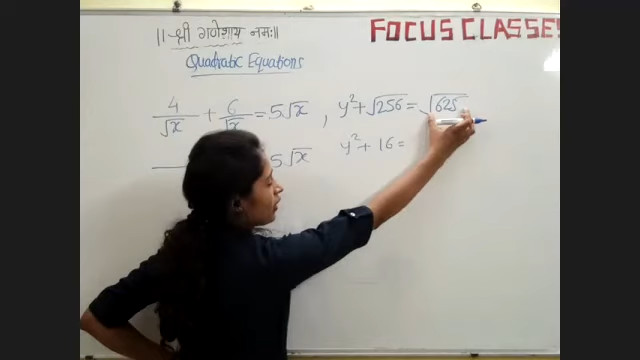 ॥श्री गणेशाय नमः॥
FOCUS CLASSES
Quadratic Equations
4/√x + 6/√x = 5√x , y² + √256 = √625
5√x y² + 16 =